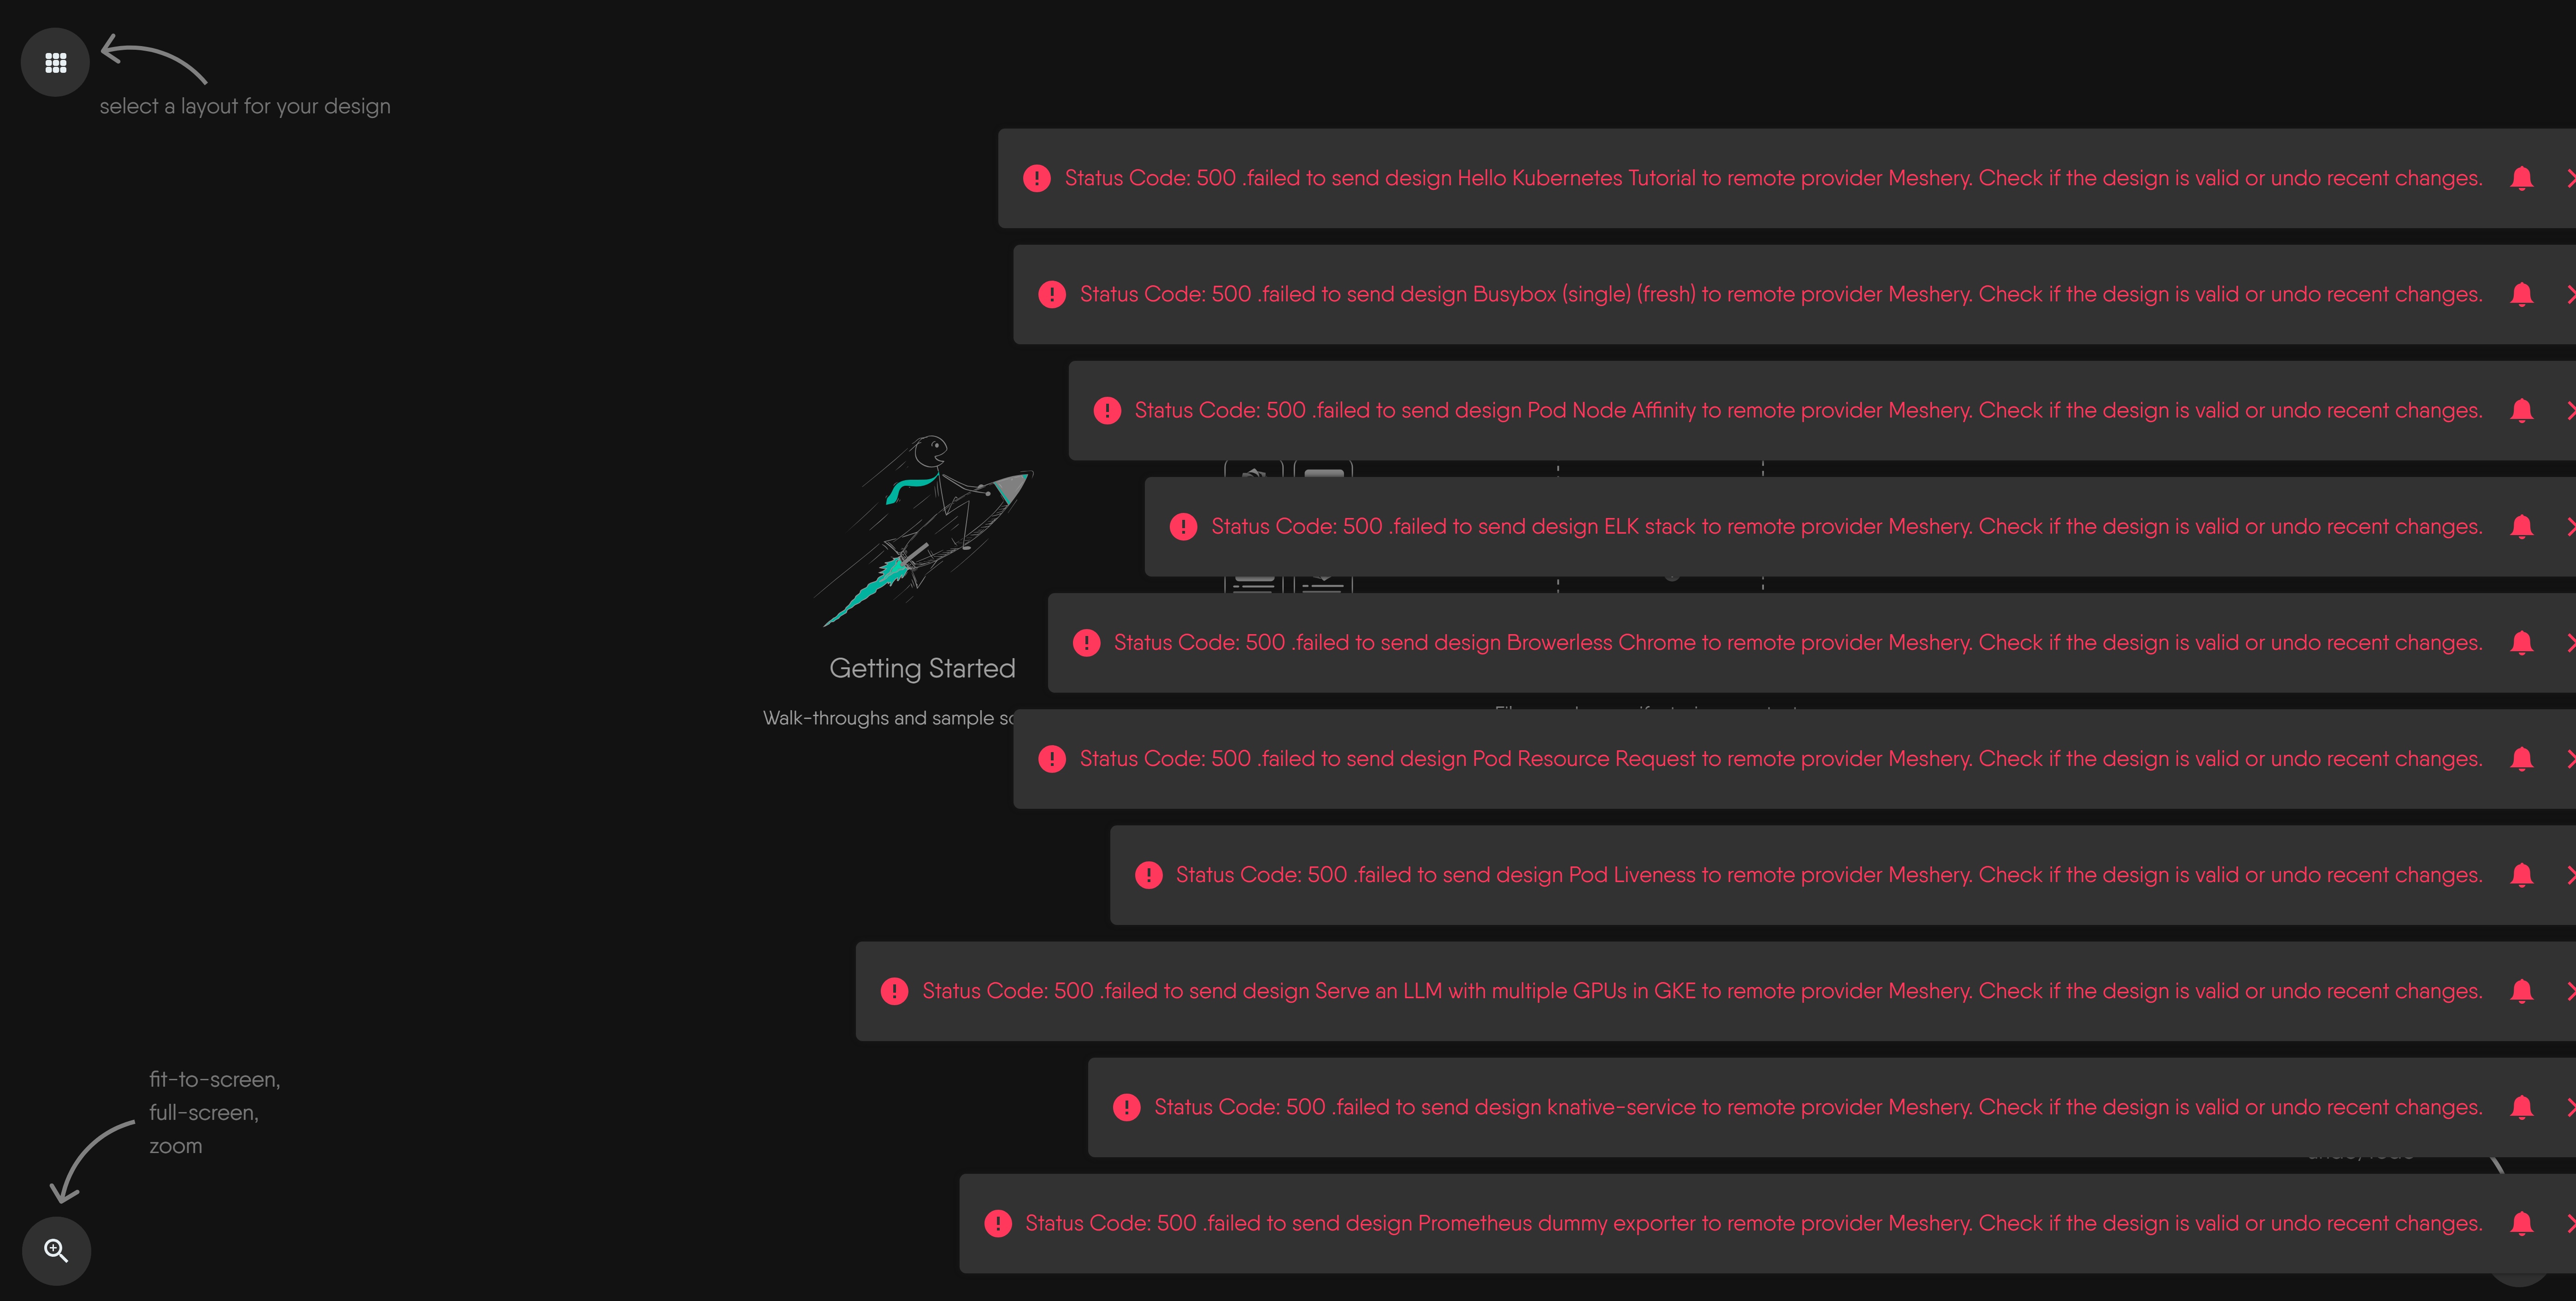 select a layout for your design
Status Code: 500 .failed to send design Hello Kubernetes Tutorial to remote provider Meshery. Check if the design is valid or undo recent changes.
Status Code: 500 .failed to send design Busybox (single) (fresh) to remote provider Meshery. Check if the design is valid or undo recent changes.
Status Code: 500 .failed to send design Pod Node Affinity to remote provider Meshery. Check if the design is valid or undo recent changes.
Status Code: 500 .failed to send design ELK stack to remote provider Meshery. Check if the design is valid or undo recent changes.
Status Code: 500 .failed to send design Browerless Chrome to remote provider Meshery. Check if the design is valid or undo recent changes.
Getting Started
Walk-throughs and sample
Status Code: 500 .failed to send design Pod Resource Request to remote provider Meshery. Check if the design is valid or undo recent changes.
Status Code: 500 .failed to send design Pod Liveness to remote provider Meshery. Check if the design is valid or undo recent changes.
Status Code: 500 .failed to send design Serve an LLM with multiple GPUs in GKE to remote provider Meshery. Check if the design is valid or undo recent changes.
fit-to-screen,
full-screen,
zoom
Status Code: 500 .failed to send design knative-service to remote provider Meshery. Check if the design is valid or undo recent changes.
Status Code: 500 .failed to send design Prometheus dummy exporter to remote provider Meshery. Check if the design is valid or undo recent changes.